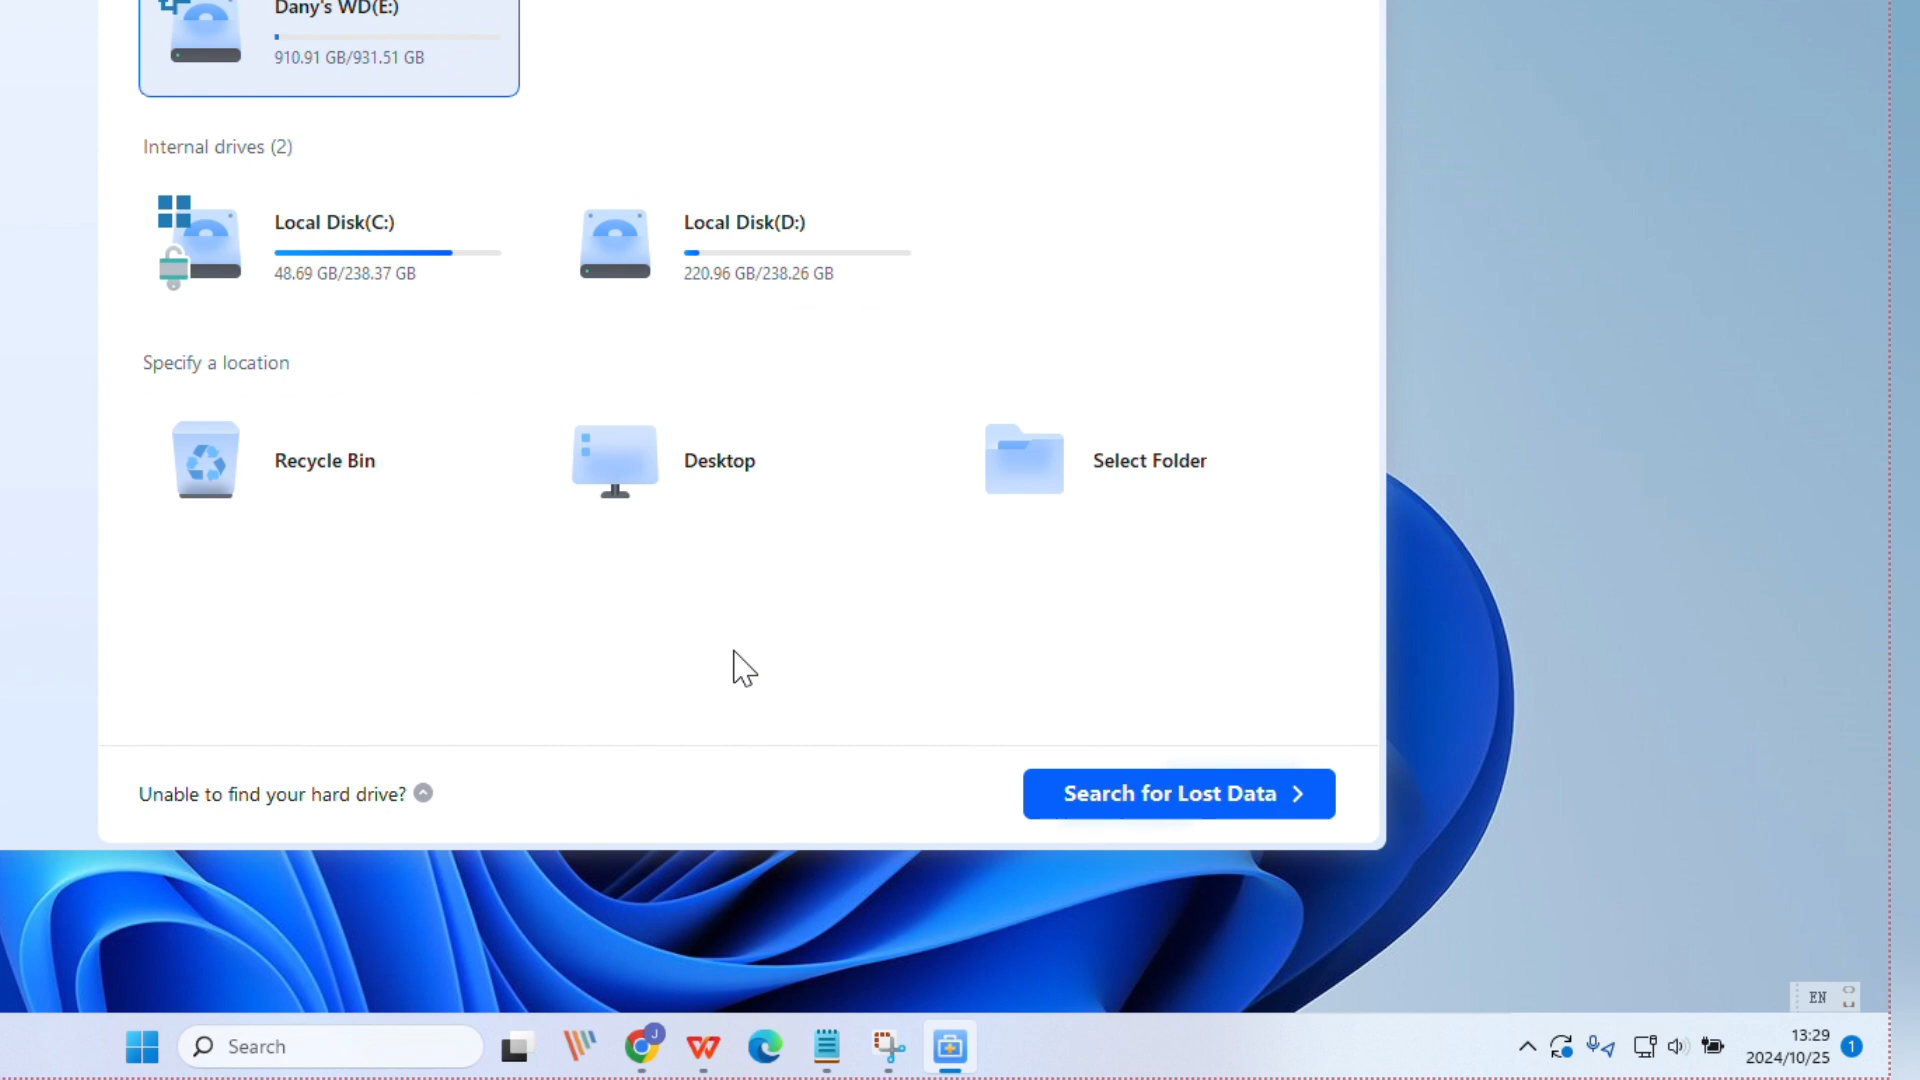 Dany's WD(E:)
910.91 GB/931.51 GB
Internal drives (2)
Local Disk(C:)
48.69 GB/238.37 GB
Local Disk(D:)
220.96 GB/238.26 GB
Specify a location
Recycle Bin
Desktop
Select Folder
Unable to find your hard drive?
Search for Lost Data
EN
Search
J
13:29
2024/10/25
1